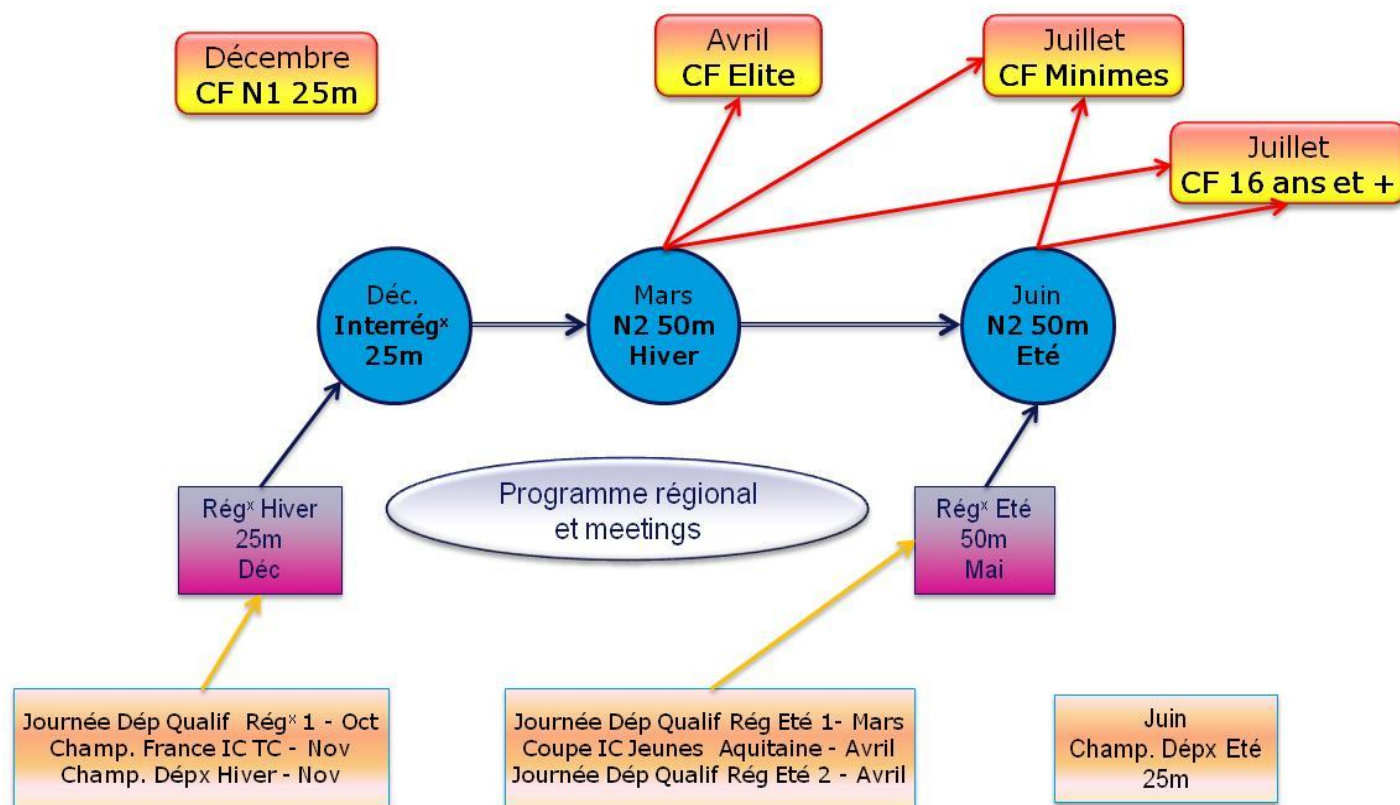 Décembre
CF N1 25m
Avril
CF Elite
Juillet
CF Minimes
Juillet
CF 16 ans et +
Déc.
Interrégˣ
25m
Mars
N2 50m
Hiver
Juin
N2 50m
Eté
Régˣ Hiver
25m
Déc
Programme régional
et meetings
Régˣ Eté
50m
Mai
Journée Dép Qualif Régˣ 1 - Oct
Champ. France IC TC - Nov
Champ. Dépx Hiver - Nov
Journée Dép Qualif Rég Eté 1- Mars
Coupe IC Jeunes Aquitaine - Avril
Journée Dép Qualif Rég Eté 2 - Avril
Juin
Champ. Dépx Eté
25m